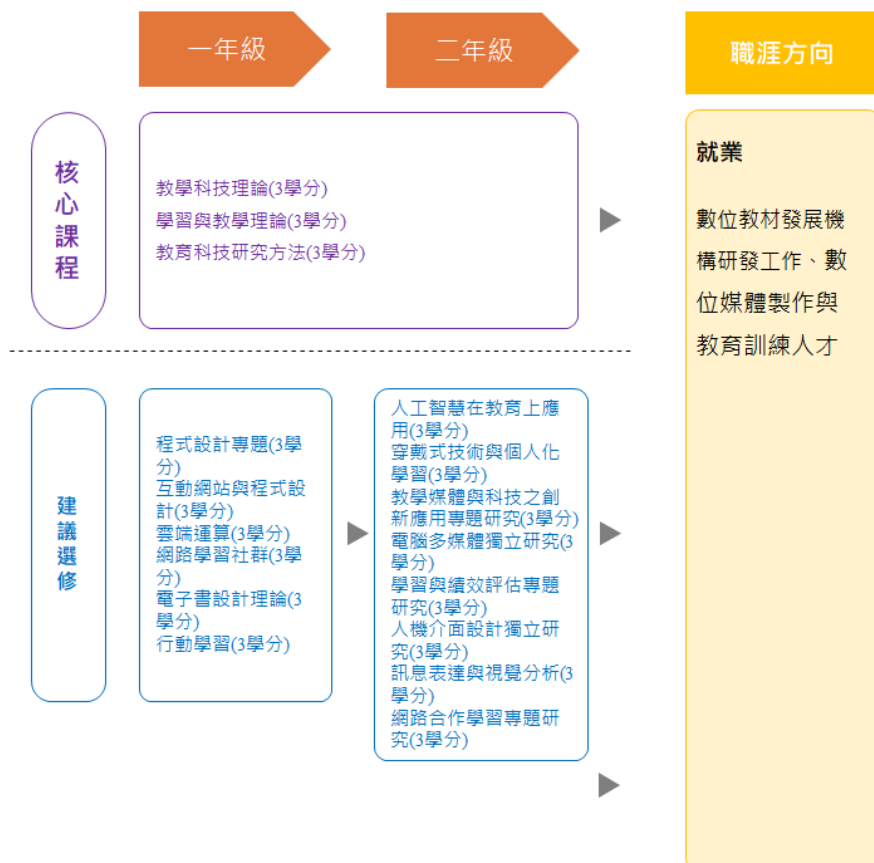 一年級
二年級
職涯方向
核心課程
教學科技理論(3學分)
學習與教學理論(3學分)
教育科技研究方法(3學分)
就業
數位教材發展機
構研發工作、數
位媒體製作與
教育訓練人才
建議選修
程式設計專題(3學
分)
互動網站與程式設
計(3學分)
雲端運算(3學分)
網路學習社群(3學
分)
電子書設計理論(3
學分)
行動學習(3學分)
人工智慧在教育上應
用(3學分)
穿戴式技術與個人化
學習(3學分)
教學媒體與科技之創
新應用專題研究(3學分)
電腦多媒體獨立研究(3
學分)
學習與績效評估專題
研究(3學分)
人機介面設計獨立研
究(3學分)
訊息表達與視覺分析(3
學分)
網路合作學習專題研
究(3學分)